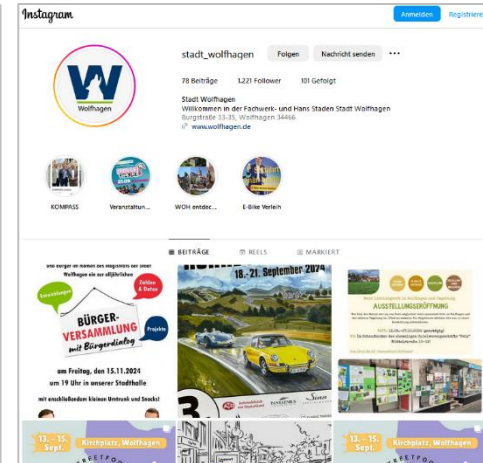 Instagram
Anmelden
Registriere
stadt_wolfhagen
Folgen
Nachricht senden
Wolfhagen
78 Beiträge
1.221 Follower
101 Gefolgt
Stadt Wolfhagen
Willkommen in der Fachwerk- und Hans Staden Stadt Wolfhagen
Burgstraße 33-35, Wolfhagen 34466
www.wolfhagen.de
KOMPASS
Veranstaltun...
WOH entdec...
E-Bike Verleih
BEITRÄGE
REELS
MARKIERT
Wolfhagen ein zur alljährlichen
Entwicklungen
Zahlen
& Daten
BÜRGER-
VERSAMMLUNG
mit Bürgerdialog
Projekte
am Freitag, den 15.11.2024
um 19 Uhr in unserer Stadthalle
mit anschließendem kleinen Umtrunk und Snacks!
18.-21. September 2024
3.
Sinn
AUSSTELLUNGSERÖFFNUNG
13. - 15.
Sept.
Kirchplatz, Wolfhagen
13. - 15.
Sept.
Kirchplatz, Wolfhagen